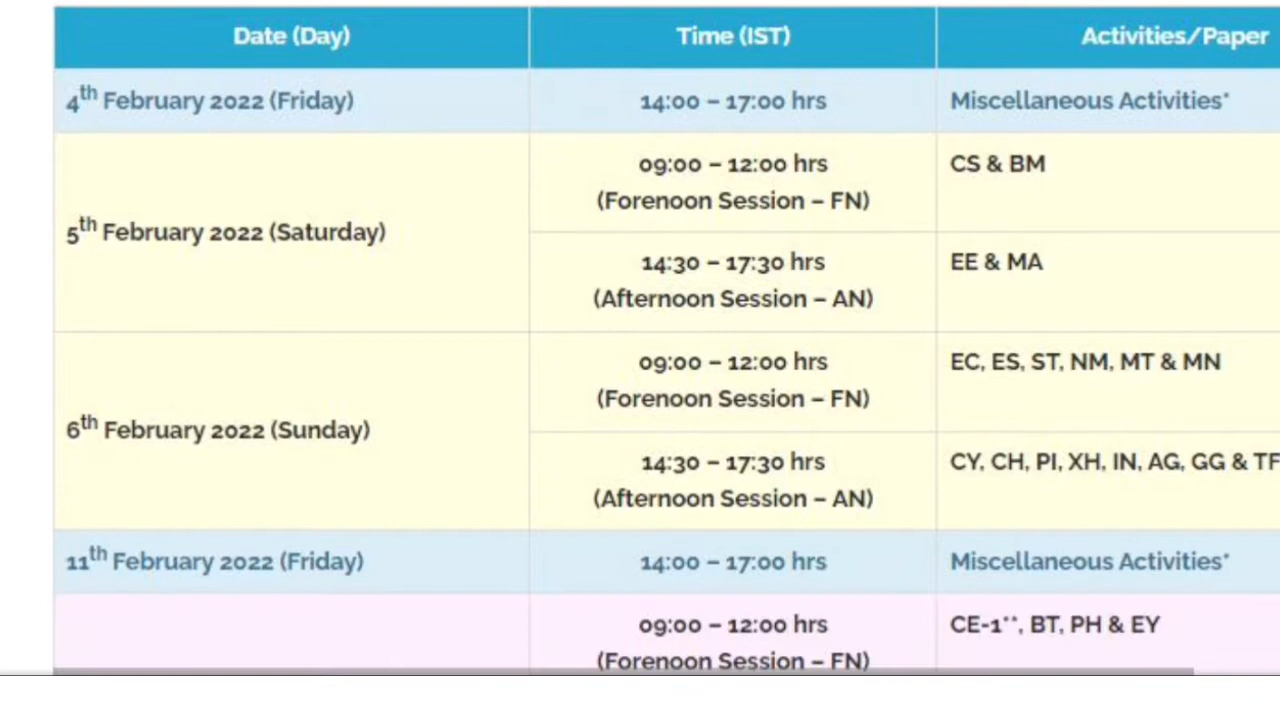 Date (Day) Time (IST) Activities/Paper
4th February 2022 (Friday) 14:00 – 17:00 hrs Miscellaneous Activities*
5th February 2022 (Saturday)
09:00 – 12:00 hrs CS & BM
(Forenoon Session – FN)
14:30 – 17:30 hrs EE & MA
(Afternoon Session – AN)
6th February 2022 (Sunday)
09:00 – 12:00 hrs EC, ES, ST, NM, MT & MN
(Forenoon Session – FN)
14:30 – 17:30 hrs CY, CH, PI, XH, IN, AG, GG & TF
(Afternoon Session – AN)
11th February 2022 (Friday) 14:00 – 17:00 hrs Miscellaneous Activities*
09:00 – 12:00 hrs CE-1**, BT, PH & EY
(Forenoon Session – FN)